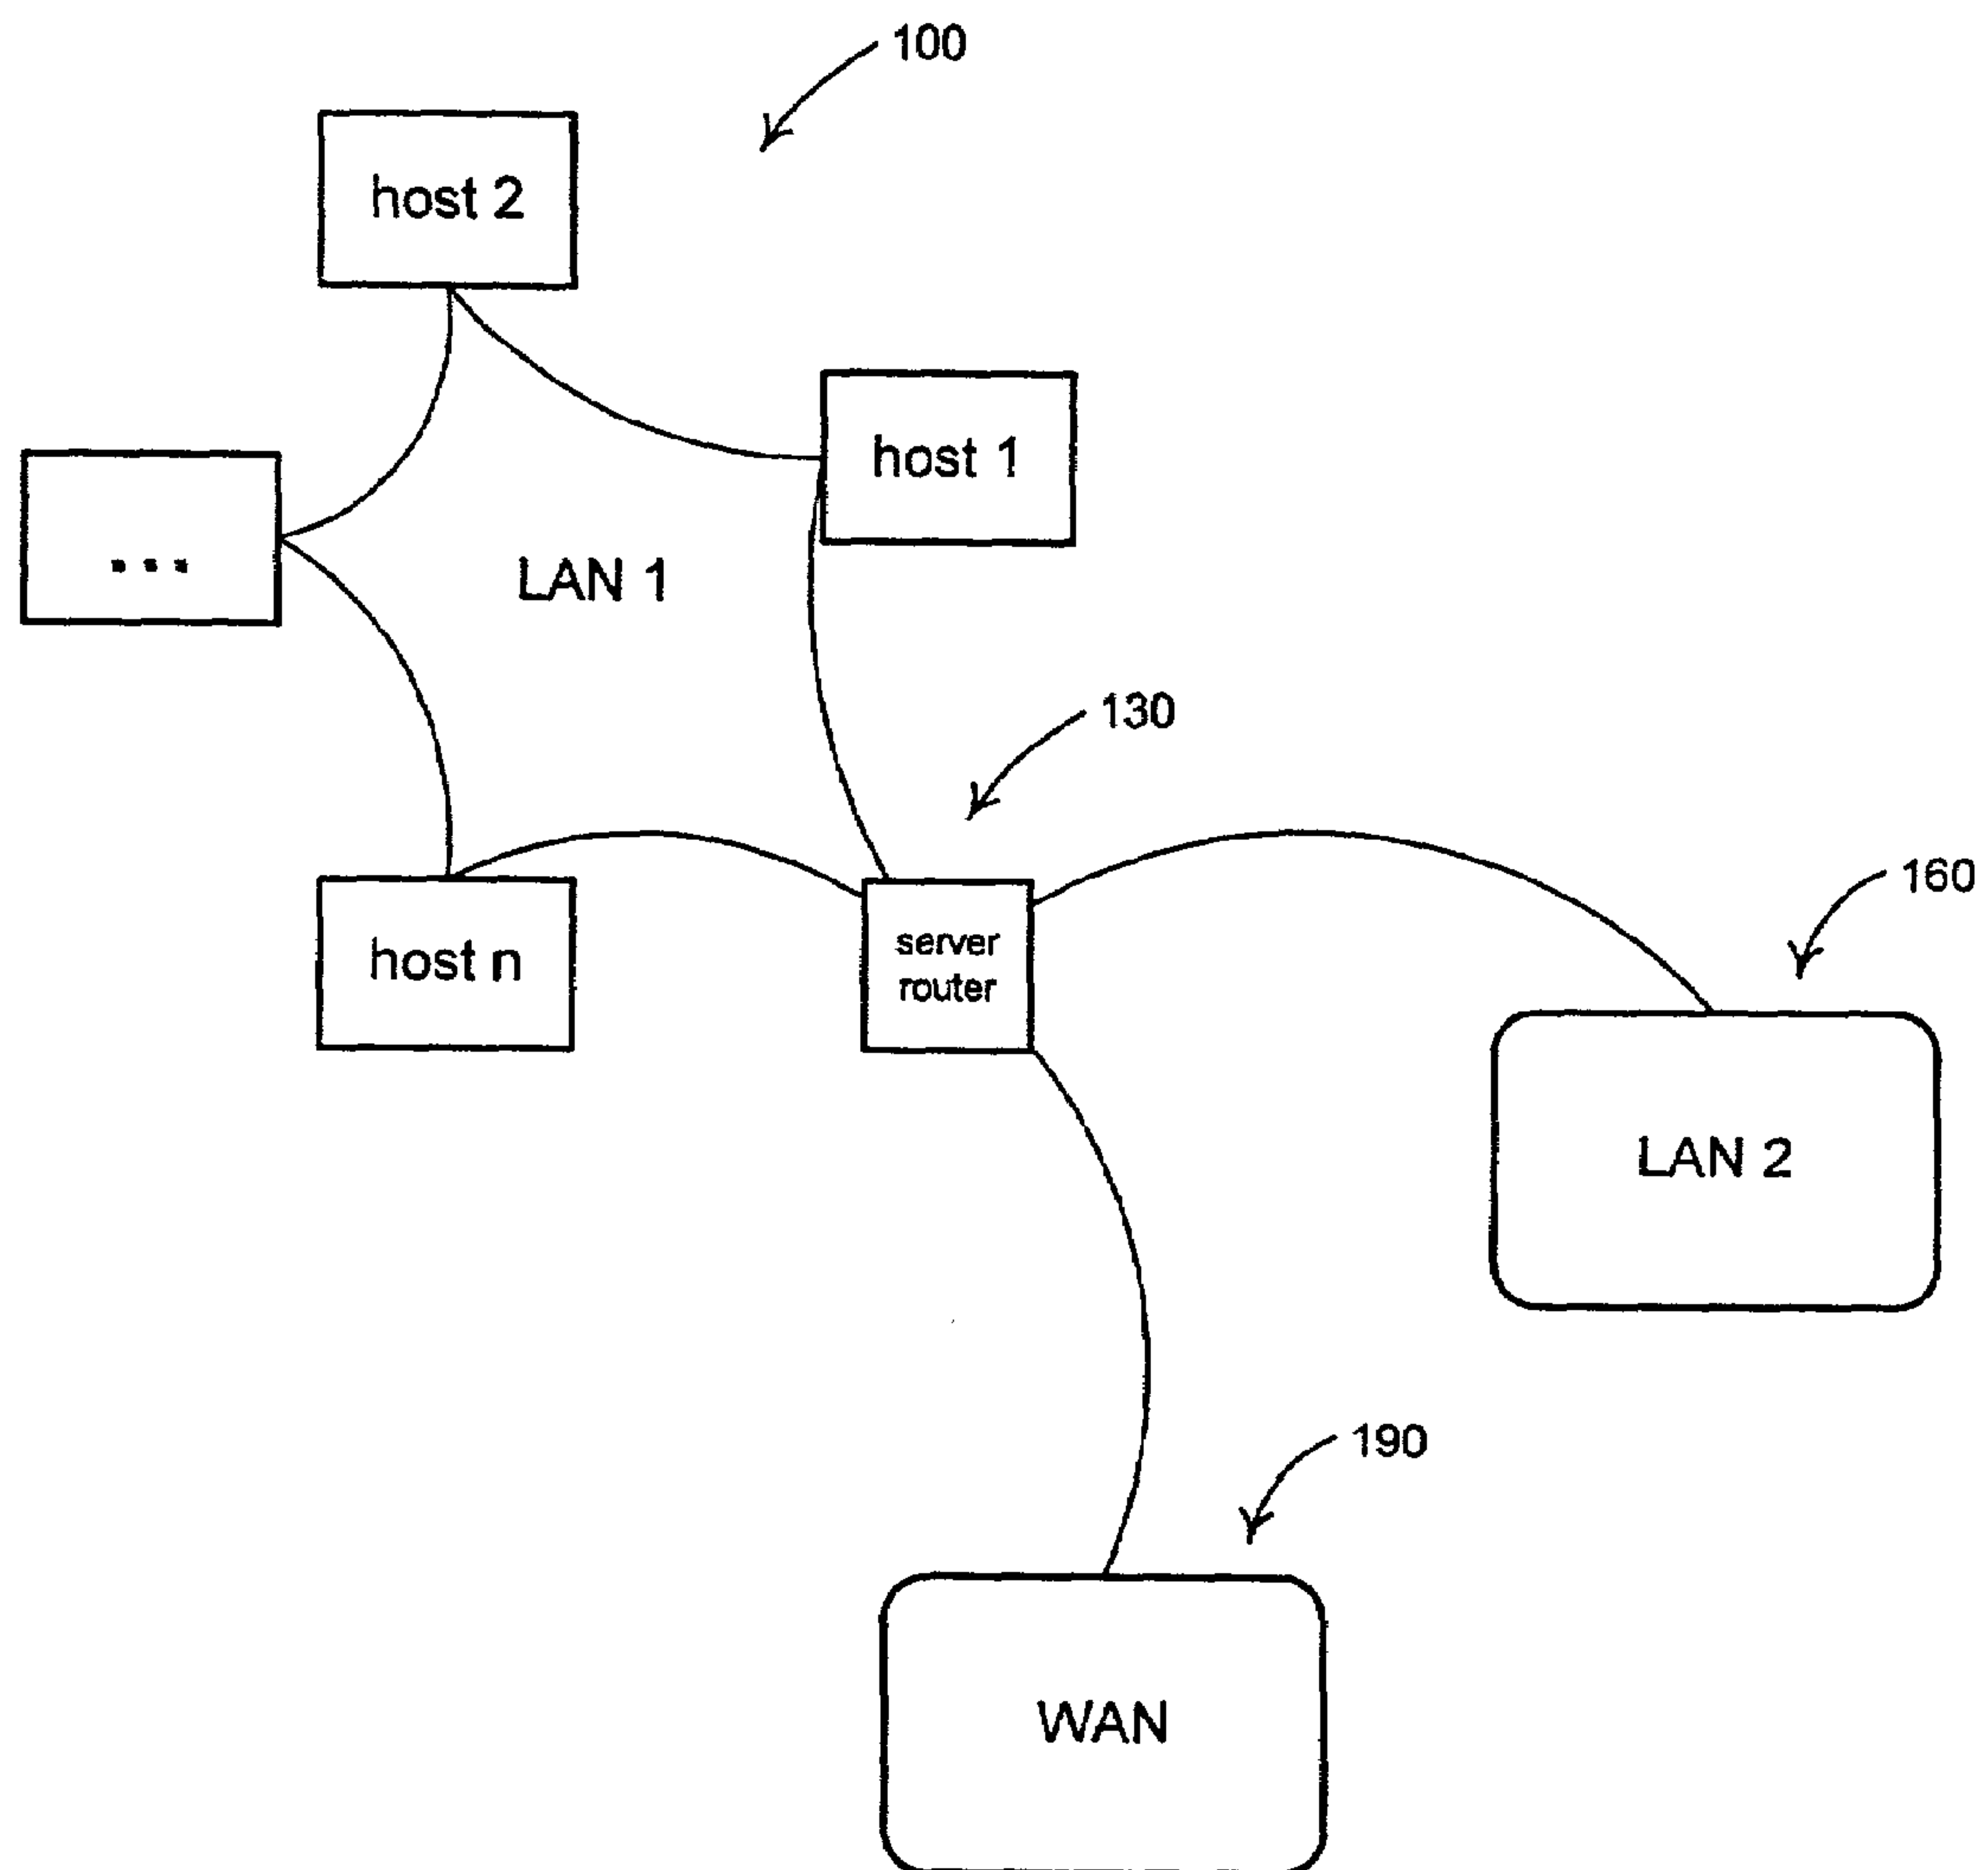 100
host 2
host 1
...
LAN 1
130
160
host n
server
router
LAN 2
190
WAN